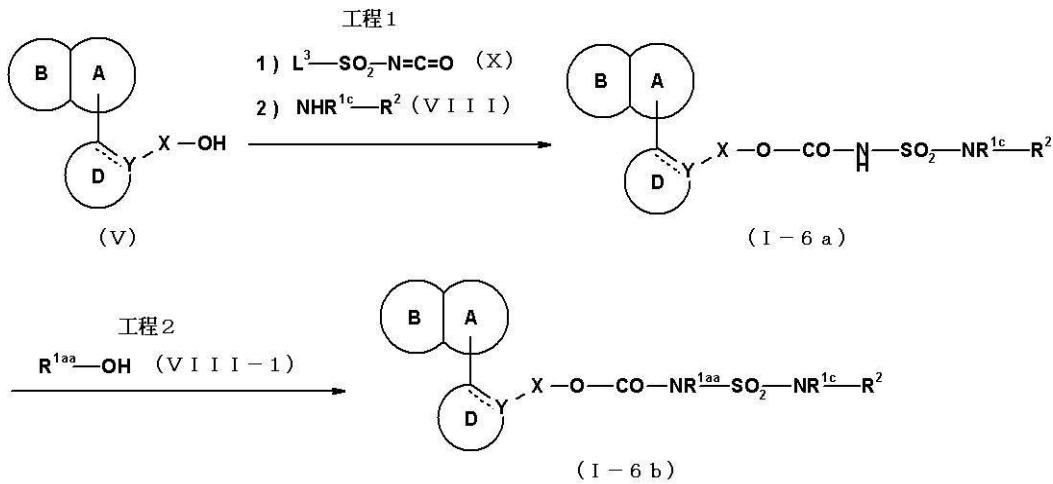 工程1
1) L³—SO₂—N=C=O (X)
2) NHR¹ᶜ—R² (VIII)
B A
X—OH
Y
D
(V)
B A
X—O—CO—N—SO₂—NR¹ᶜ—R²
H
Y
D
(I-6a)
工程2
R¹ᵃᵃ—OH (VIII-1)
B A
X—O—CO—NR¹ᵃᵃ—SO₂—NR¹ᶜ—R²
Y
D
(I-6b)